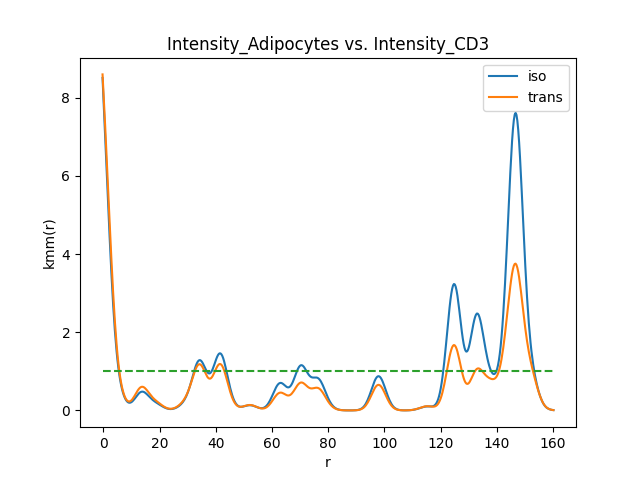 Intensity_Adipocytes vs. Intensity_CD3
iso
trans
kmm(r)
8
6
4
2
0
0 20 40 60 80 100 120 140 160
r